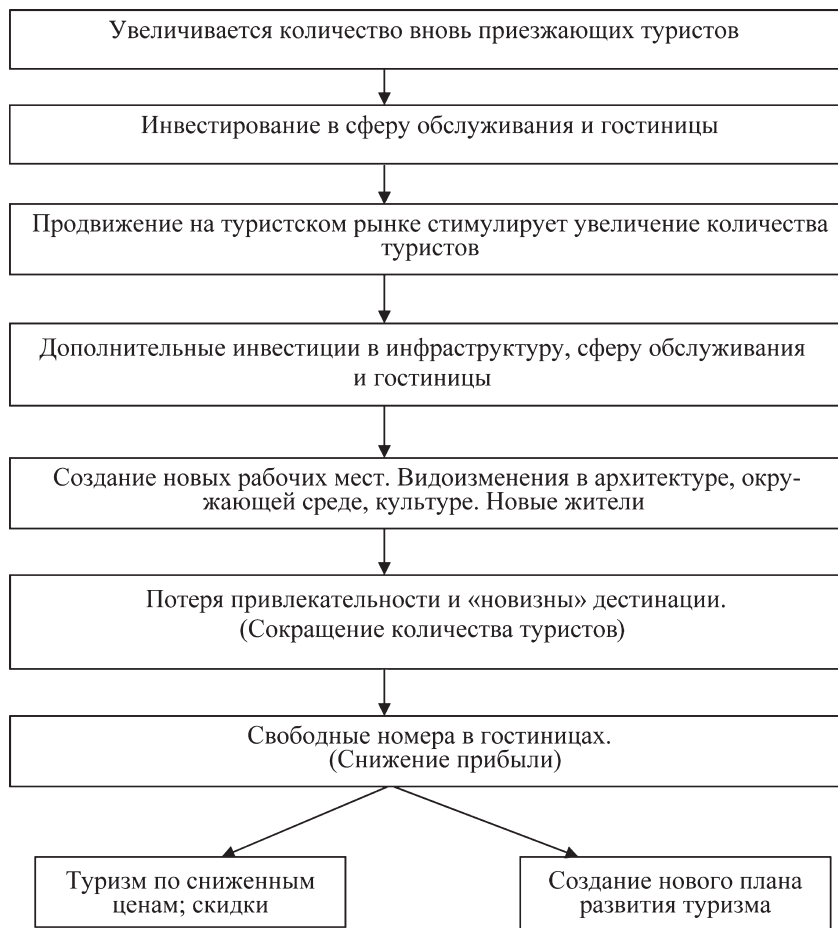 Увеличивается количество вновь приезжающих туристов
Инвестирование в сферу обслуживания и гостиницы
Продвижение на туристском рынке стимулирует увеличение количества
туристов
Дополнительные инвестиции в инфраструктуру, сферу обслуживания
и гостиницы
Создание новых рабочих мест. Видоизменения в архитектуре, окру-
жающей среде, культуре. Новые жители
Потеря привлекательности и «новизны» дестинации.
(Сокращение количества туристов)
Свободные номера в гостиницах.
(Снижение прибыли)
Туризм по сниженным
ценам; скидки
Создание нового плана
развития туризма